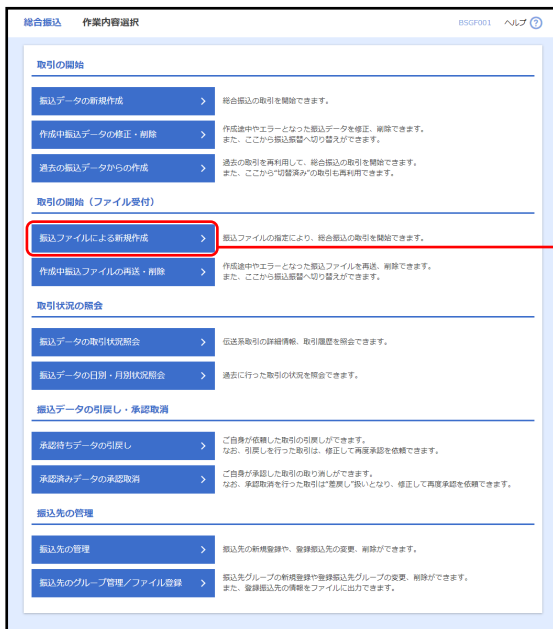 総合振込 作業内容選択 BSGF001 ヘルプ ?
取引の開始
振込データの新規作成 > 総合振込の取引を開始できます。
作成中振込データの修正・削除 > 作成途中やエラーとなった振込データを修正、削除できます。
また、ここから振込振替へ切り替えができます。
過去の振込データからの作成 > 過去の取引を再利用して、総合振込の取引を開始できます。
また、ここから“切替済み”の取引も再利用できます。
取引の開始（ファイル受付）
振込ファイルによる新規作成 > 振込ファイルの指定により、総合振込の取引を開始できます。
作成中振込ファイルの再送・削除 > 作成途中やエラーとなった振込ファイルを再送、削除できます。
また、ここから振込振替へ切り替えができます。
取引状況の照会
振込データの取引状況照会 > 伝送系取引の詳細情報、取引履歴を照会できます。
振込データの日別・月別状況照会 > 過去に行った取引の状況を照会できます。
振込データの引戻し・承認取消
承認待ちデータの引戻し > ご自身が依頼した取引の引戻しができます。
なお、引戻しを行った取引は、修正して再度承認を依頼できます。
承認済みデータの承認取消 > ご自身が承認した取引の取り消しができます。
なお、承認取消を行った取引は“差戻し”扱いとなり、修正して再度承認を依頼できます。
振込先の管理
振込先の管理 > 振込先の新規登録や、登録振込先の変更、削除ができます。
振込先のグループ管理／ファイル登録 > 振込先グループの新規登録や登録振込先グループの変更、削除ができます。
また、登録振込先の情報をファイルに出力できます。